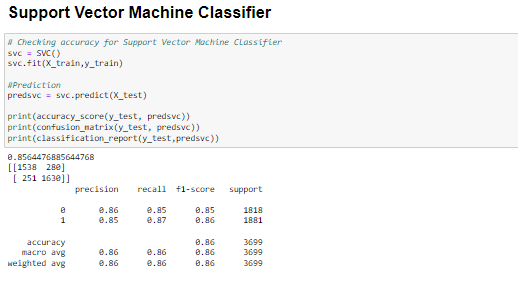 Support Vector Machine Classifier
# Checking accuracy for Support Vector Machine Classifier
svc = SVC()
svc.fit(X_train,y_train)
#Prediction
predsvc = svc.predict(X_test)
print(accuracy_score(y_test, predsvc))
print(confusion_matrix(y_test, predsvc))
print(classification_report(y_test,predsvc))
0.8564476885644768
[[1538 280]
[ 251 1630]]
precision recall f1-score support
0 0.86 0.85 0.85 1818
1 0.85 0.87 0.86 1881
accuracy 0.86 3699
macro avg 0.86 0.86 0.86 3699
weighted avg 0.86 0.86 0.86 3699